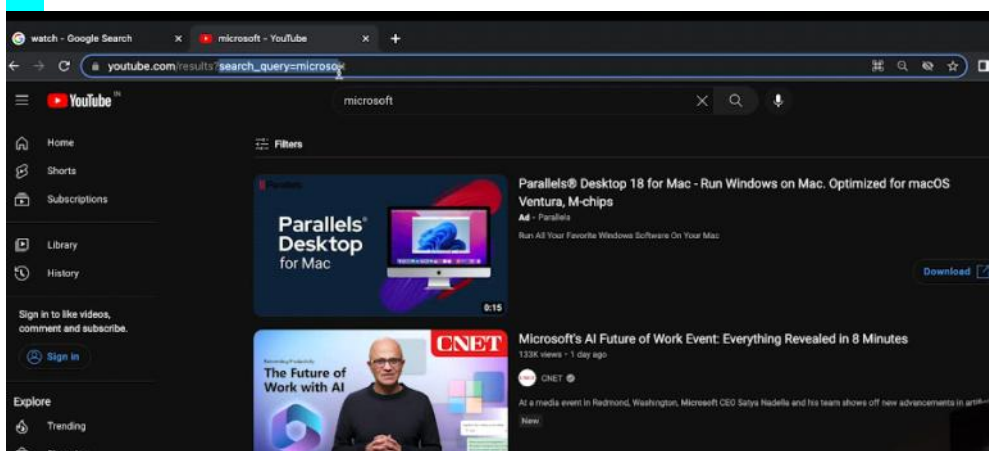 watch - Google Search
microsoft - YouTube
youtube.com/results?search_query=microsoft
YouTube IN
microsoft
Home
Filters
Shorts
Subscriptions
Library
History
Sign in to like videos,
comment and subscribe.
Sign in
Explore
Trending
Parallels®
Desktop
for Mac
0:15
Parallels® Desktop 18 for Mac - Run Windows on Mac. Optimized for macOS
Ventura, M-chips
Ad - Parallels
Run All Your Favorite Windows Software On Your Mac
Download
The Future of
Work with AI
CNET
Microsoft's AI Future of Work Event: Everything Revealed in 8 Minutes
133K views - 1 day ago
CNET
At a media event in Redmond, Washington, Microsoft CEO Satya Nadella and his team shows off new advancements in
New